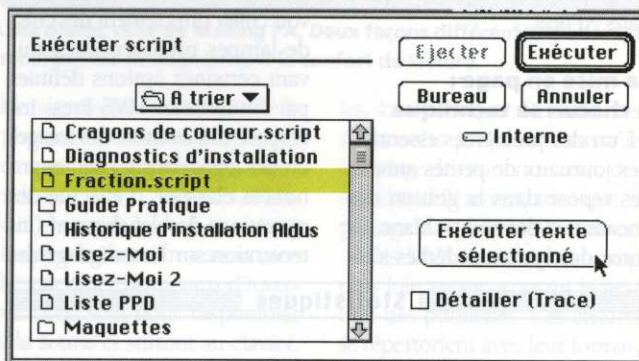 Exécuter script
Ejecter
Exécuter
A trier
Bureau
Annuler
Crayons de couleur.script
Interne
Diagnostics d'installation
Fraction.script
Guide Pratique
Historique d'installation Aldus
Exécuter texte
sélectionné
Lisez-Moi
Lisez-Moi 2
Liste PPD
Détailler (Trace)
Maquettes